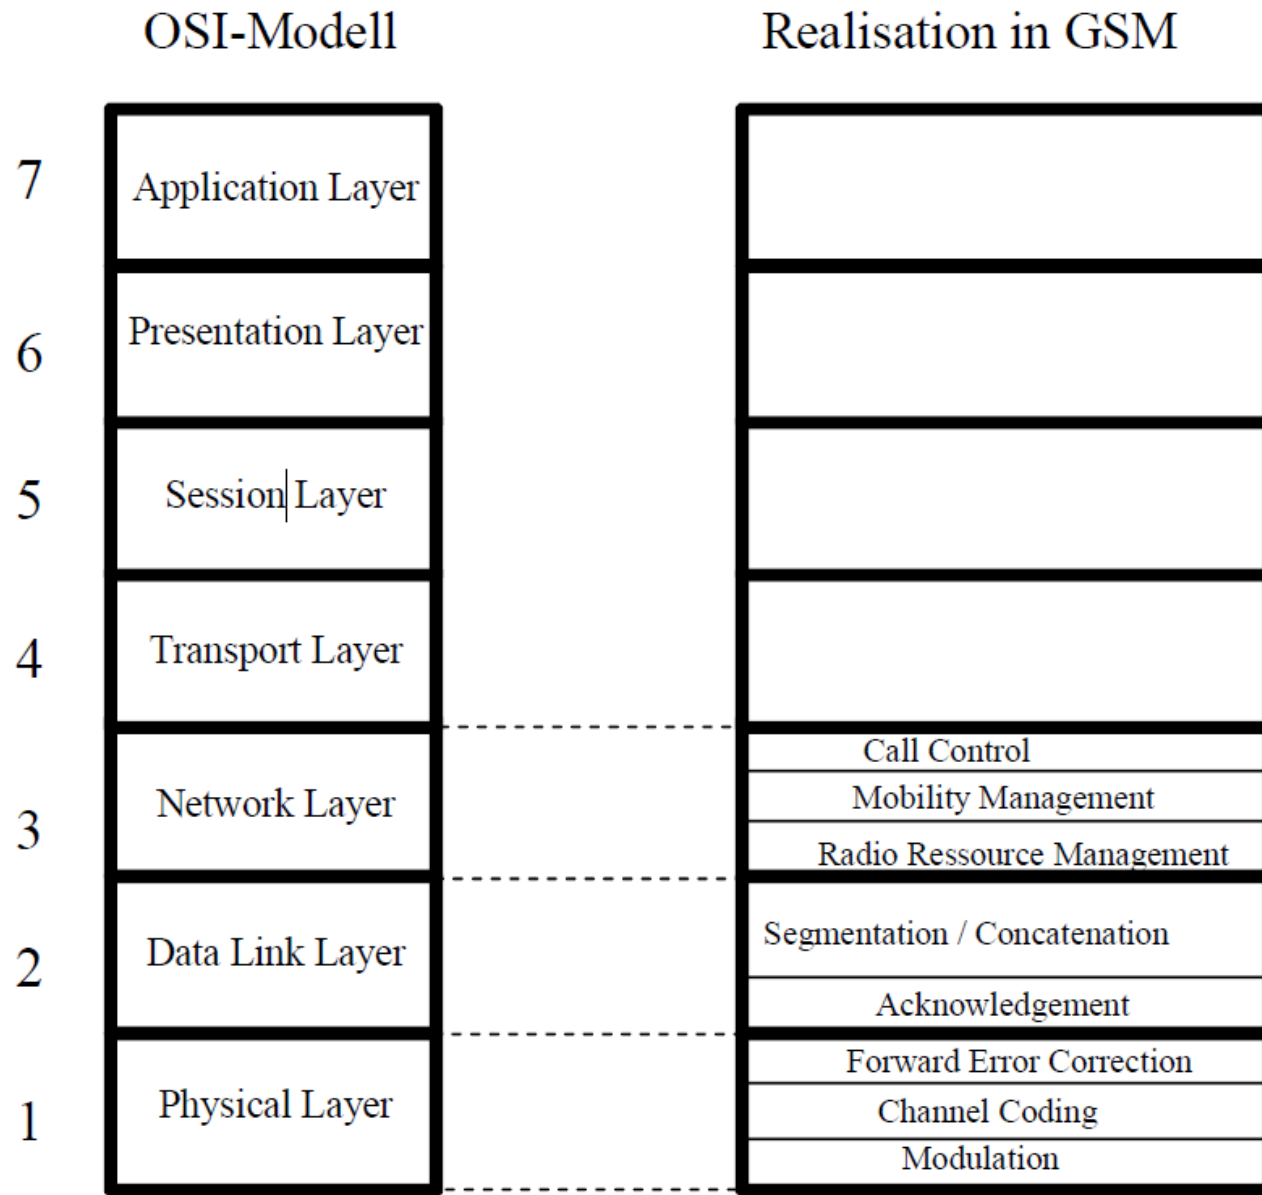 OSI-Modell
Realisation in GSM
7
Application Layer
6
Presentation Layer
5
Session Layer
4
Transport Layer
3
Network Layer
Call Control
Mobility Management
Radio Ressource Management
2
Data Link Layer
Segmentation / Concatenation
Acknowledgement
1
Physical Layer
Forward Error Correction
Channel Coding
Modulation